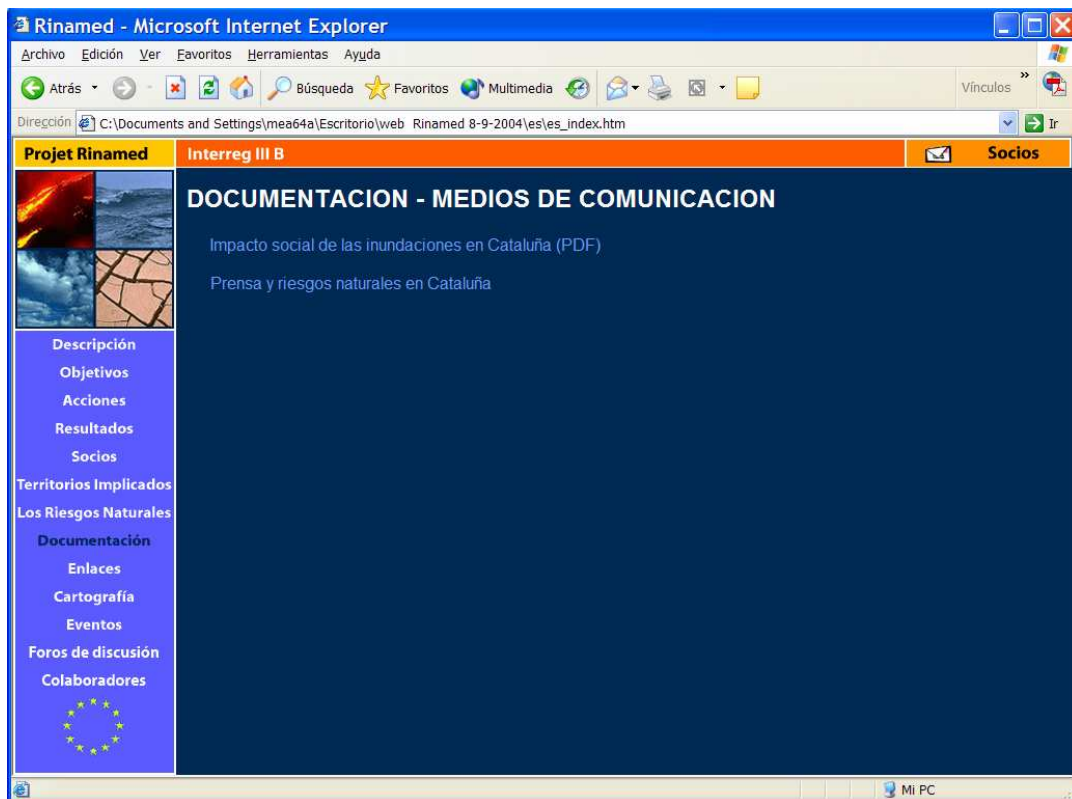 Rinamed - Microsoft Internet Explorer
Archivo Edición Ver Favoritos Herramientas Ayuda
Atrás Búsqueda Favoritos Multimedia Vínculos »
Dirección C:\Documents and Settings\mea64a\Escritorio\web Rinamed 8-9-2004\es\es_index.htm Ir
Projet Rinamed Interreg III B Socios
DOCUMENTACION - MEDIOS DE COMUNICACION
Impacto social de las inundaciones en Cataluña (PDF)
Prensa y riesgos naturales en Cataluña
Descripción
Objetivos
Acciones
Resultados
Socios
Territorios Implicados
Los Riesgos Naturales
Documentación
Enlaces
Cartografía
Eventos
Foros de discusión
Colaboradores
Mi PC